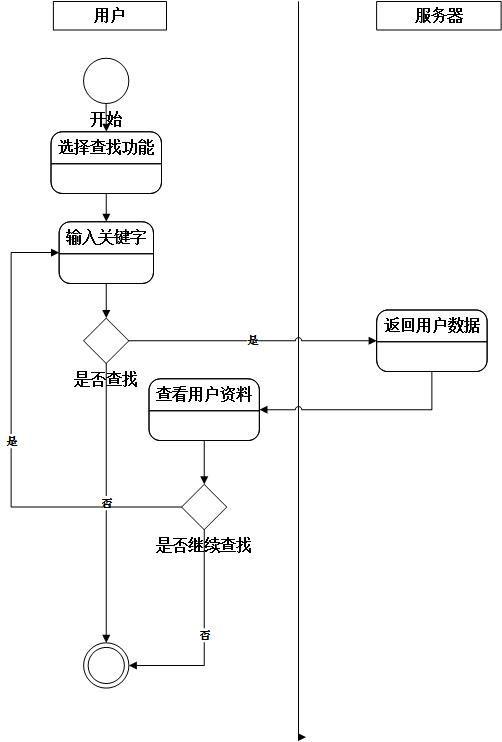 用户
服务器
开始
选择查找功能
输入关键字
是
返回用户数据
是否查找
查看用户资料
是
否
是否继续查找
否